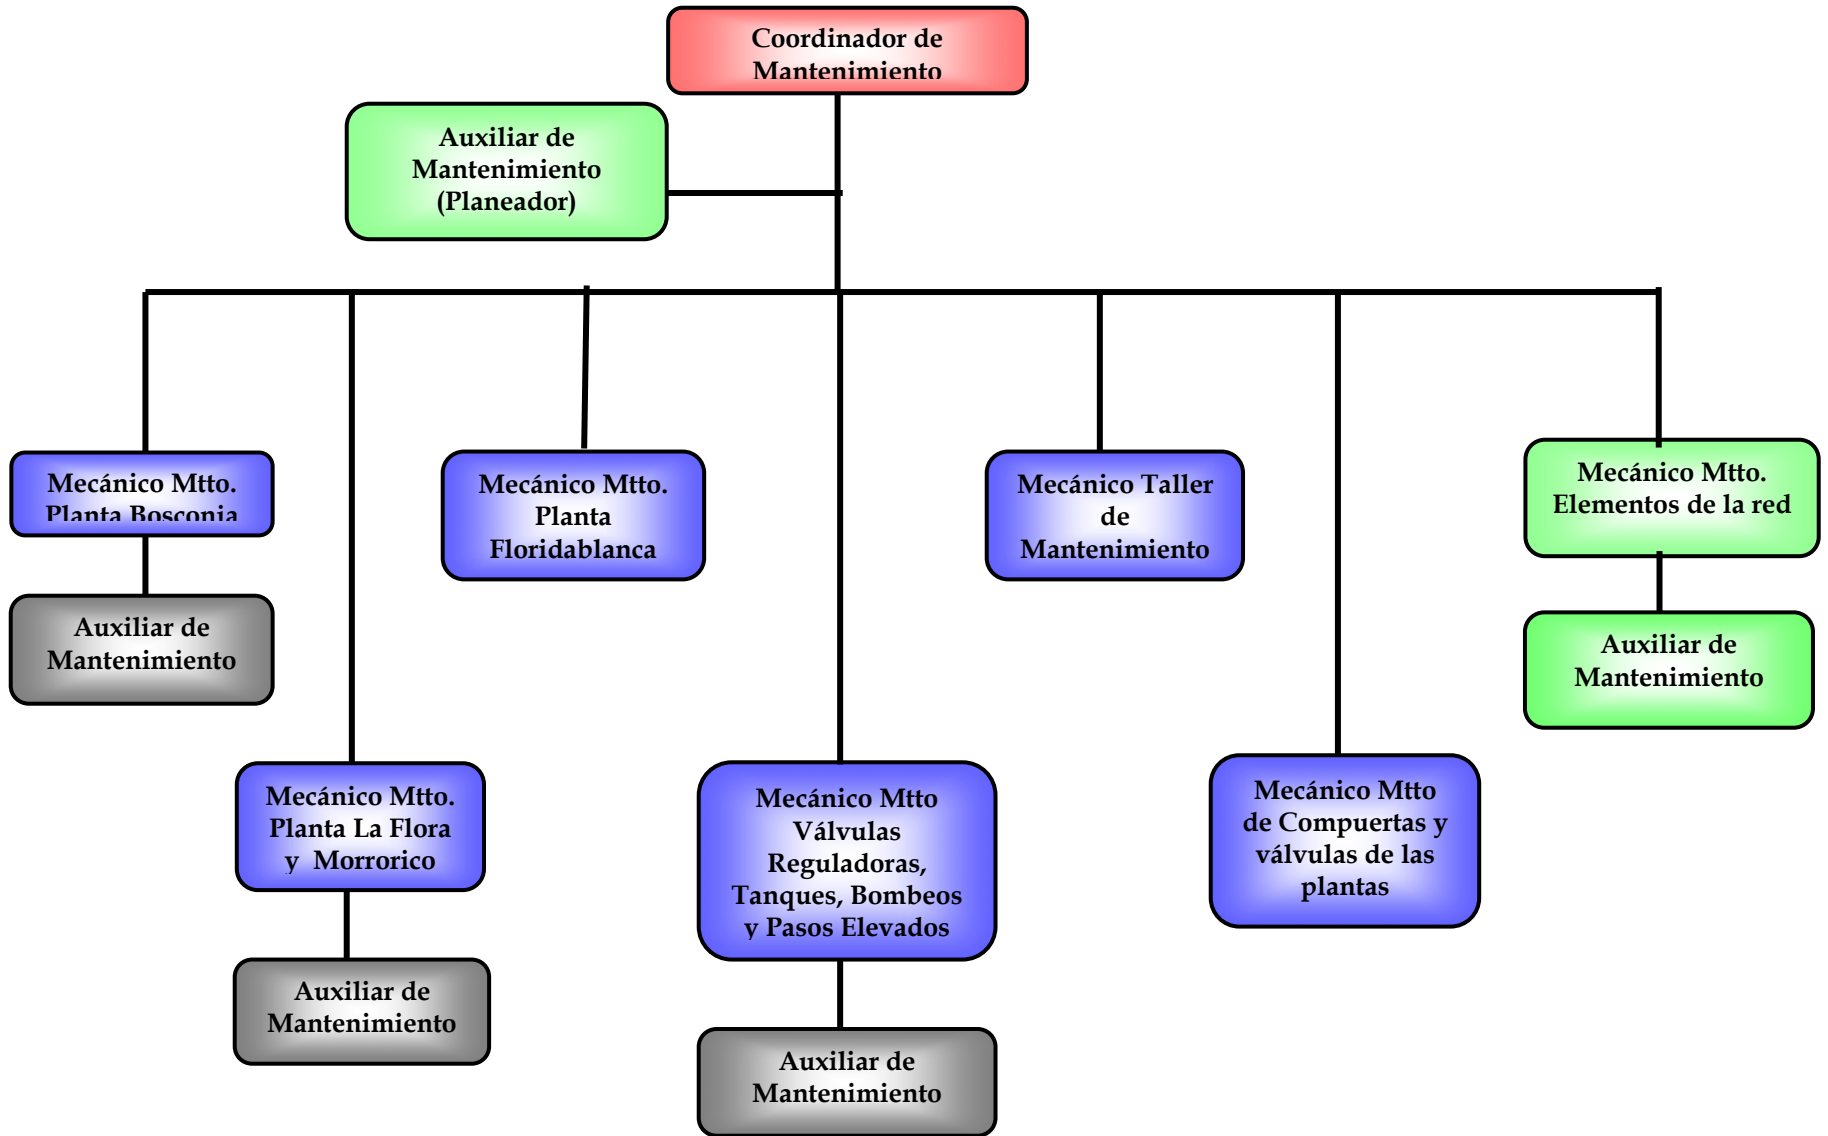 Coordinador de
Mantenimiento
Auxiliar de
Mantenimiento
(Planeador)
Mecánico Mtto.
Planta Bosconia
Auxiliar de
Mantenimiento
Mecánico Mtto.
Planta La Flora
y Morrorico
Auxiliar de
Mantenimiento
Mecánico Mtto.
Planta
Floridablanca
Mecánico Mtto
Válvulas
Reguladoras,
Tanques, Bombeos
y Pasos Elevados
Auxiliar de
Mantenimiento
Mecánico Taller
de
Mantenimiento
Mecánico Mtto
de Compuertas y
válvulas de las
plantas
Mecánico Mtto.
Elementos de la red
Auxiliar de
Mantenimiento